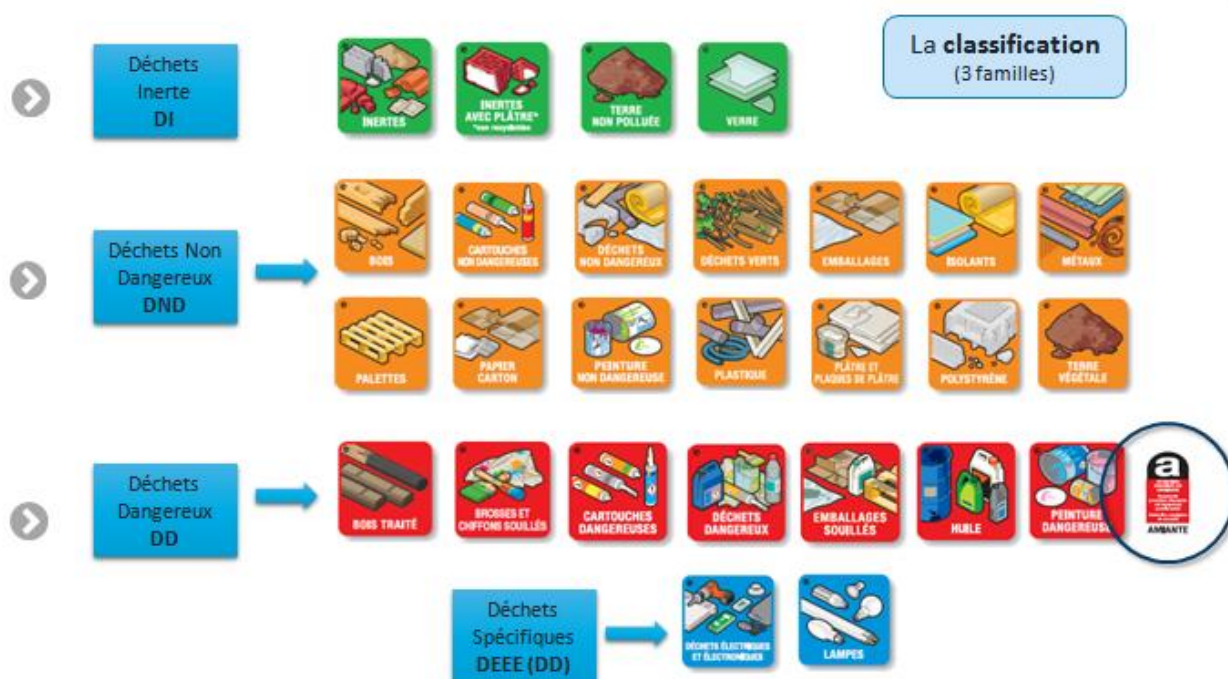 La classification
(3 familles)
Déchets
Inerte
DI
INERTES
INERTES
AVEC PLÂTRE*
*non recyclables
TERRE
NON POLLUÉE
VERRE
Déchets Non
Dangereux
DND
BOIS
CARTOUCHES
NON DANGEREUSES
DÉCHETS
NON DANGEREUX
DÉCHETS VERTS
EMBALLAGES
ISOLANTS
MÉTAUX
PALETTES
PAPIER
CARTON
PEINTURE
NON DANGEREUSE
PLASTIQUE
PLÂTRE ET
PLAQUES DE PLÂTRE
POLYSTYRÈNE
TERRE
VÉGÉTALE
Déchets
Dangereux
DD
BOIS TRAITÉ
BROSSES ET
CHIFFONS SOUILLÉS
CARTOUCHES
DANGEREUSES
DÉCHETS
DANGEREUX
EMBALLAGES
SOUILLÉS
HUILE
PEINTURE
DANGEREUSE
a
AMIANTE
Déchets
Spécifiques
DEEE (DD)
DÉCHETS ÉLECTRIQUES
ET ÉLECTRONIQUES
LAMPES